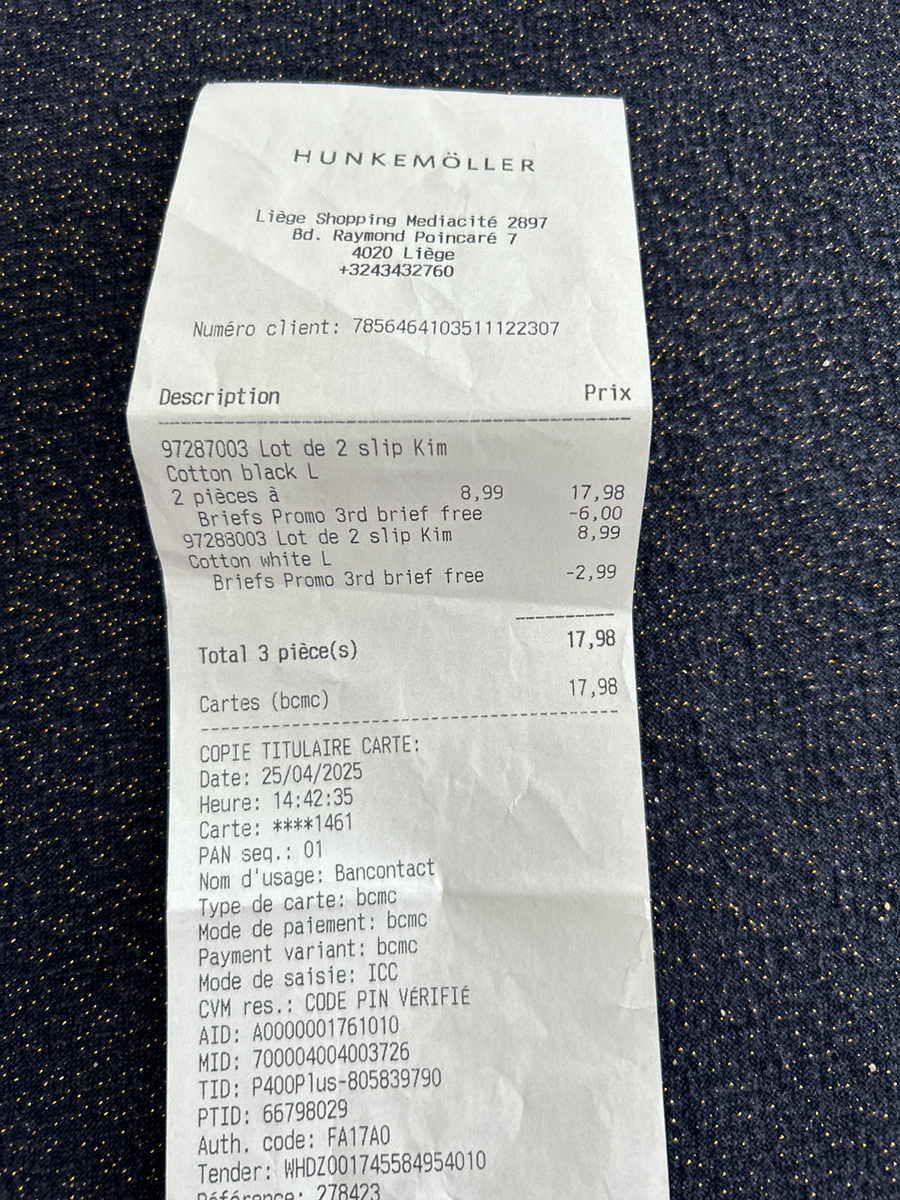 HUNKEMÖLLER
Liège Shopping Mediacité 2897
Bd. Raymond Poincaré 7
4020 Liège
+3243432760
Numéro client: 7856464103511122307
Description Prix
97287003 Lot de 2 slip Kim
Cotton black L
2 pièces à 8,99 17,98
Briefs Promo 3rd brief free -6,00
97288003 Lot de 2 slip Kim 8,99
Cotton white L
Briefs Promo 3rd brief free -2,99
Total 3 pièce(s) 17,98
Cartes (bcmc) 17,98
COPIE TITULAIRE CARTE:
Date: 25/04/2025
Heure: 14:42:35
Carte: ****1461
PAN seq.: 01
Nom d'usage: Bancontact
Type de carte: bcmc
Mode de paiement: bcmc
Payment variant: bcmc
Mode de saisie: ICC
CVM res.: CODE PIN VÉRIFIÉ
AID: A0000001761010
MID: 700004004003726
TID: P400Plus-805839790
PTID: 66798029
Auth. code: FA17A0
Tender: WHDZ001745584954010
Référence: 278423